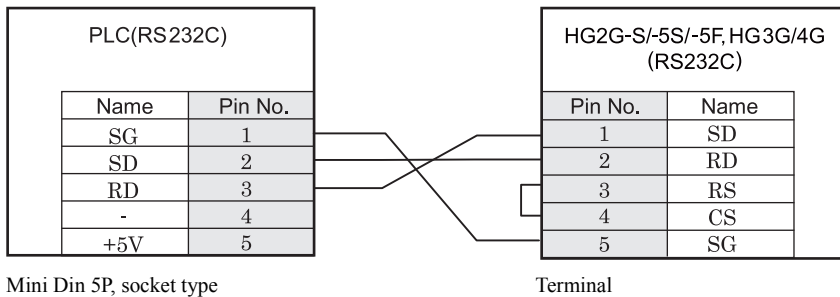 PLC(RS232C)
HG2G-S/-5S/-5F, HG3G/4G
(RS232C)
Name Pin No. Pin No. Name
SG 1 1 SD
SD 2 2 RD
RD 3 3 RS
- 4 4 CS
+5V 5 5 SG
Mini Din 5P, socket type Terminal